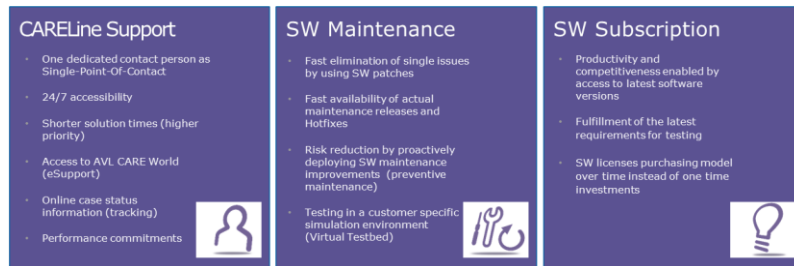 CARELine Support
One dedicated contact person as
Single-Point-Of-Contact
24/7 accessibility
Shorter solution times (higher
priority)
Access to AVL CARE World
(eSupport)
Online case status
information (tracking)
Performance commitments
SW Maintenance
Fast elimination of single issues
by using SW patches
Fast availability of actual
maintenance releases and
Hotfixes
Risk reduction by proactively
deploying SW maintenance
improvements (preventive
maintenance)
Testing in a customer specific
simulation environment
(Virtual Testbed)
SW Subscription
Productivity and
competitiveness enabled by
access to latest software
versions
Fulfillment of the latest
requirements for testing
SW licenses purchasing model
over time instead of one time
investments